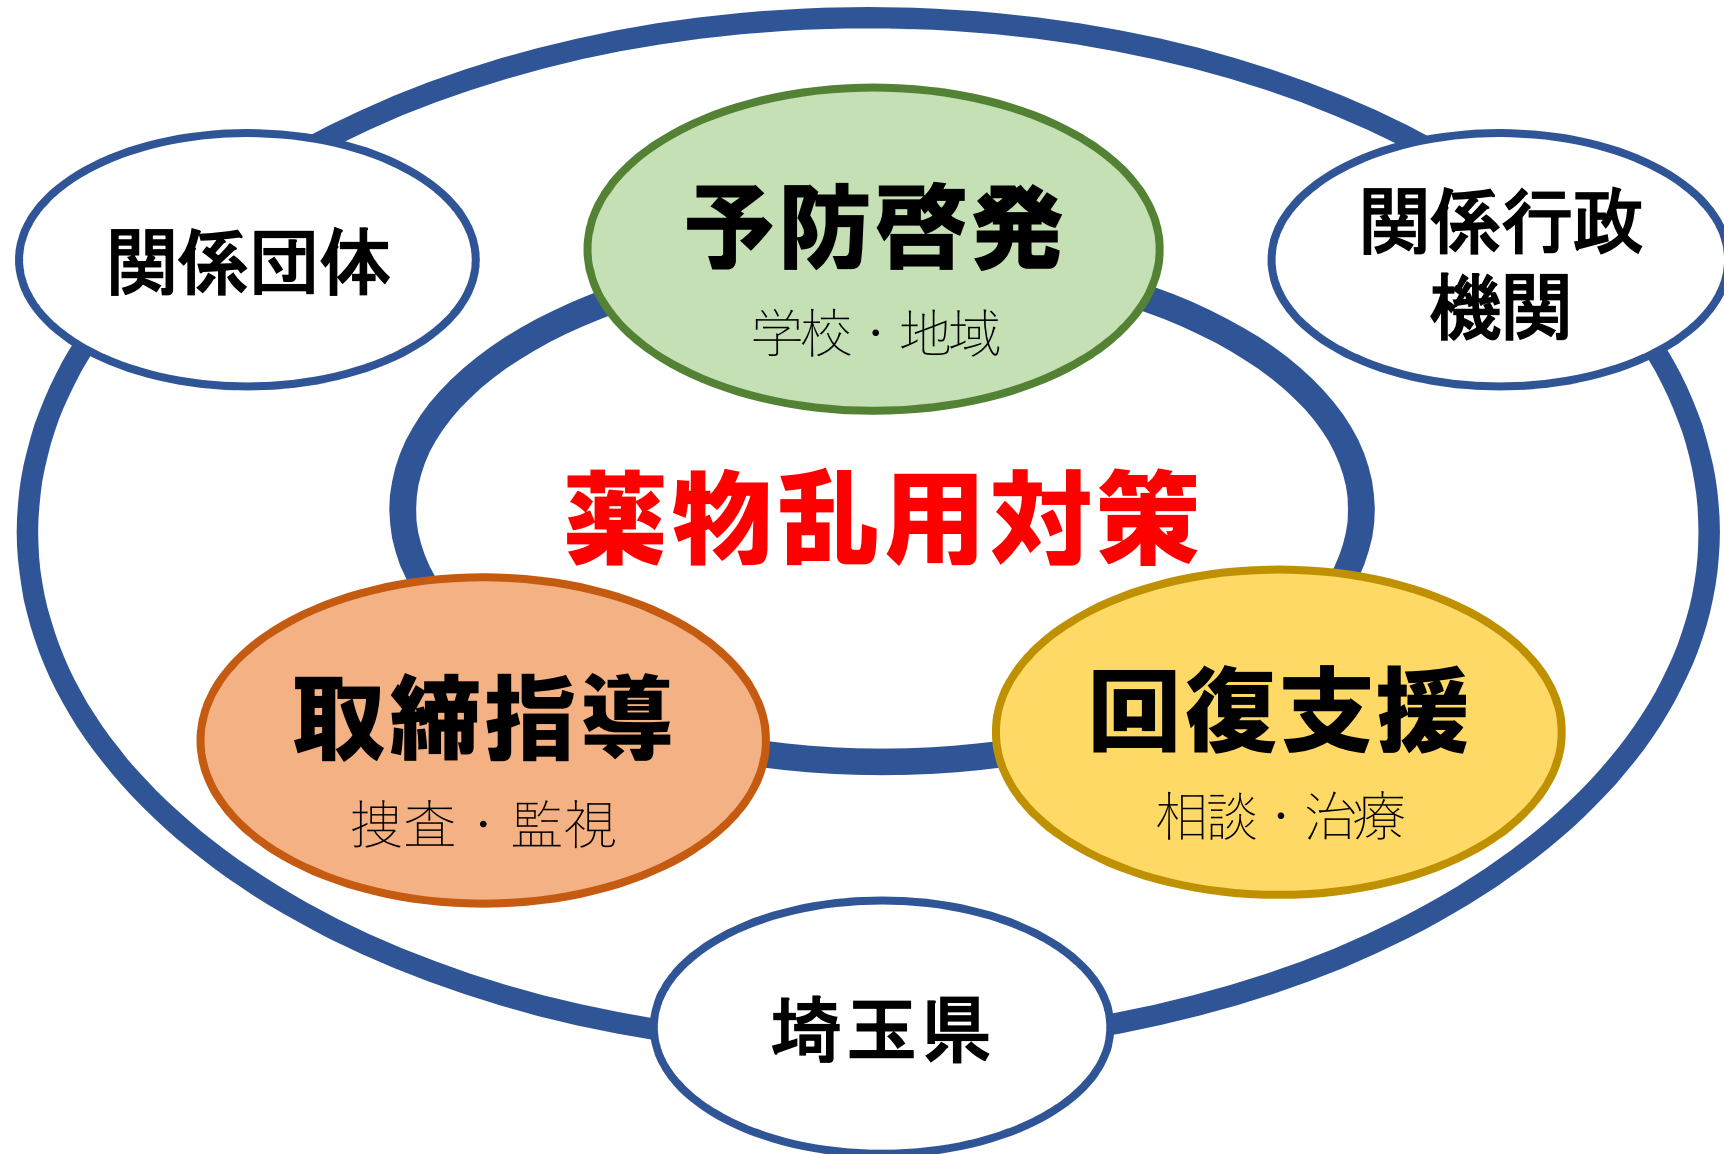 予防啓発
学校・地域
関係団体
関係行政
機関
薬物乱用対策
取締指導
捜査・監視
回復支援
相談・治療
埼玉県